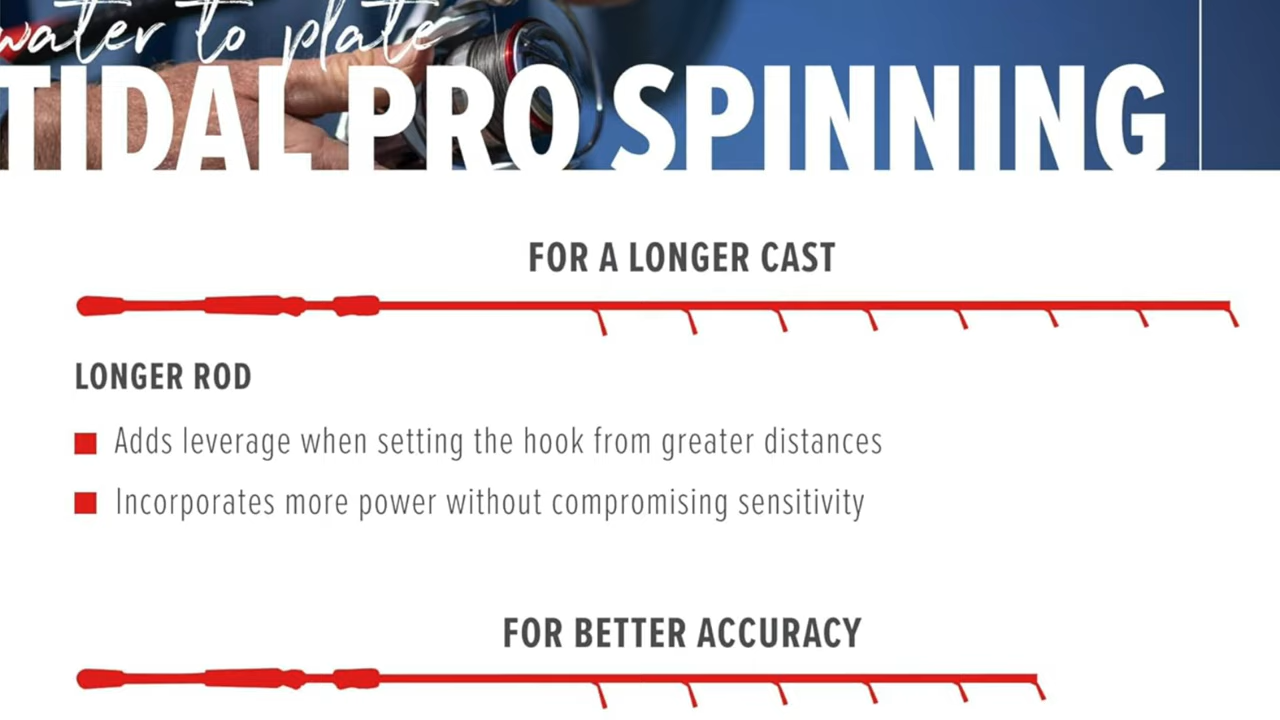 water to plate
TIDAL PRO SPINNING
FOR A LONGER CAST
LONGER ROD
Adds leverage when setting the hook from greater distances
Incorporates more power without compromising sensitivity
FOR BETTER ACCURACY